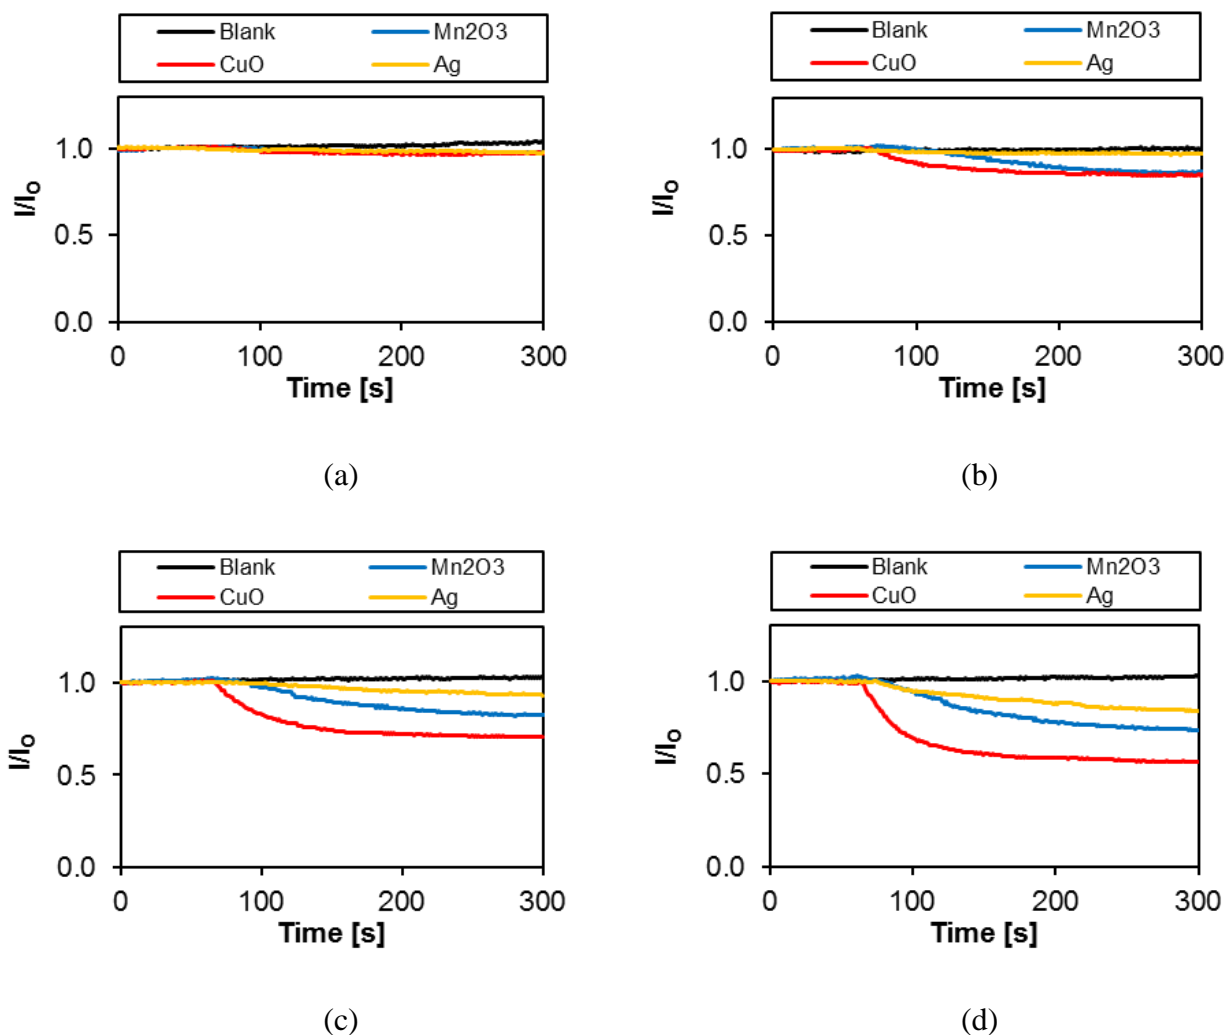 Blank Mn2O3
CuO Ag
I/Io
1.0
0.5
0.0
0 100 200 300
Time [s]
(a)
Blank Mn2O3
CuO Ag
I/Io
1.0
0.5
0.0
0 100 200 300
Time [s]
(b)
Blank Mn2O3
CuO Ag
I/Io
1.0
0.5
0.0
0 100 200 300
Time [s]
(c)
Blank Mn2O3
CuO Ag
I/Io
1.0
0.5
0.0
0 100 200 300
Time [s]
(d)